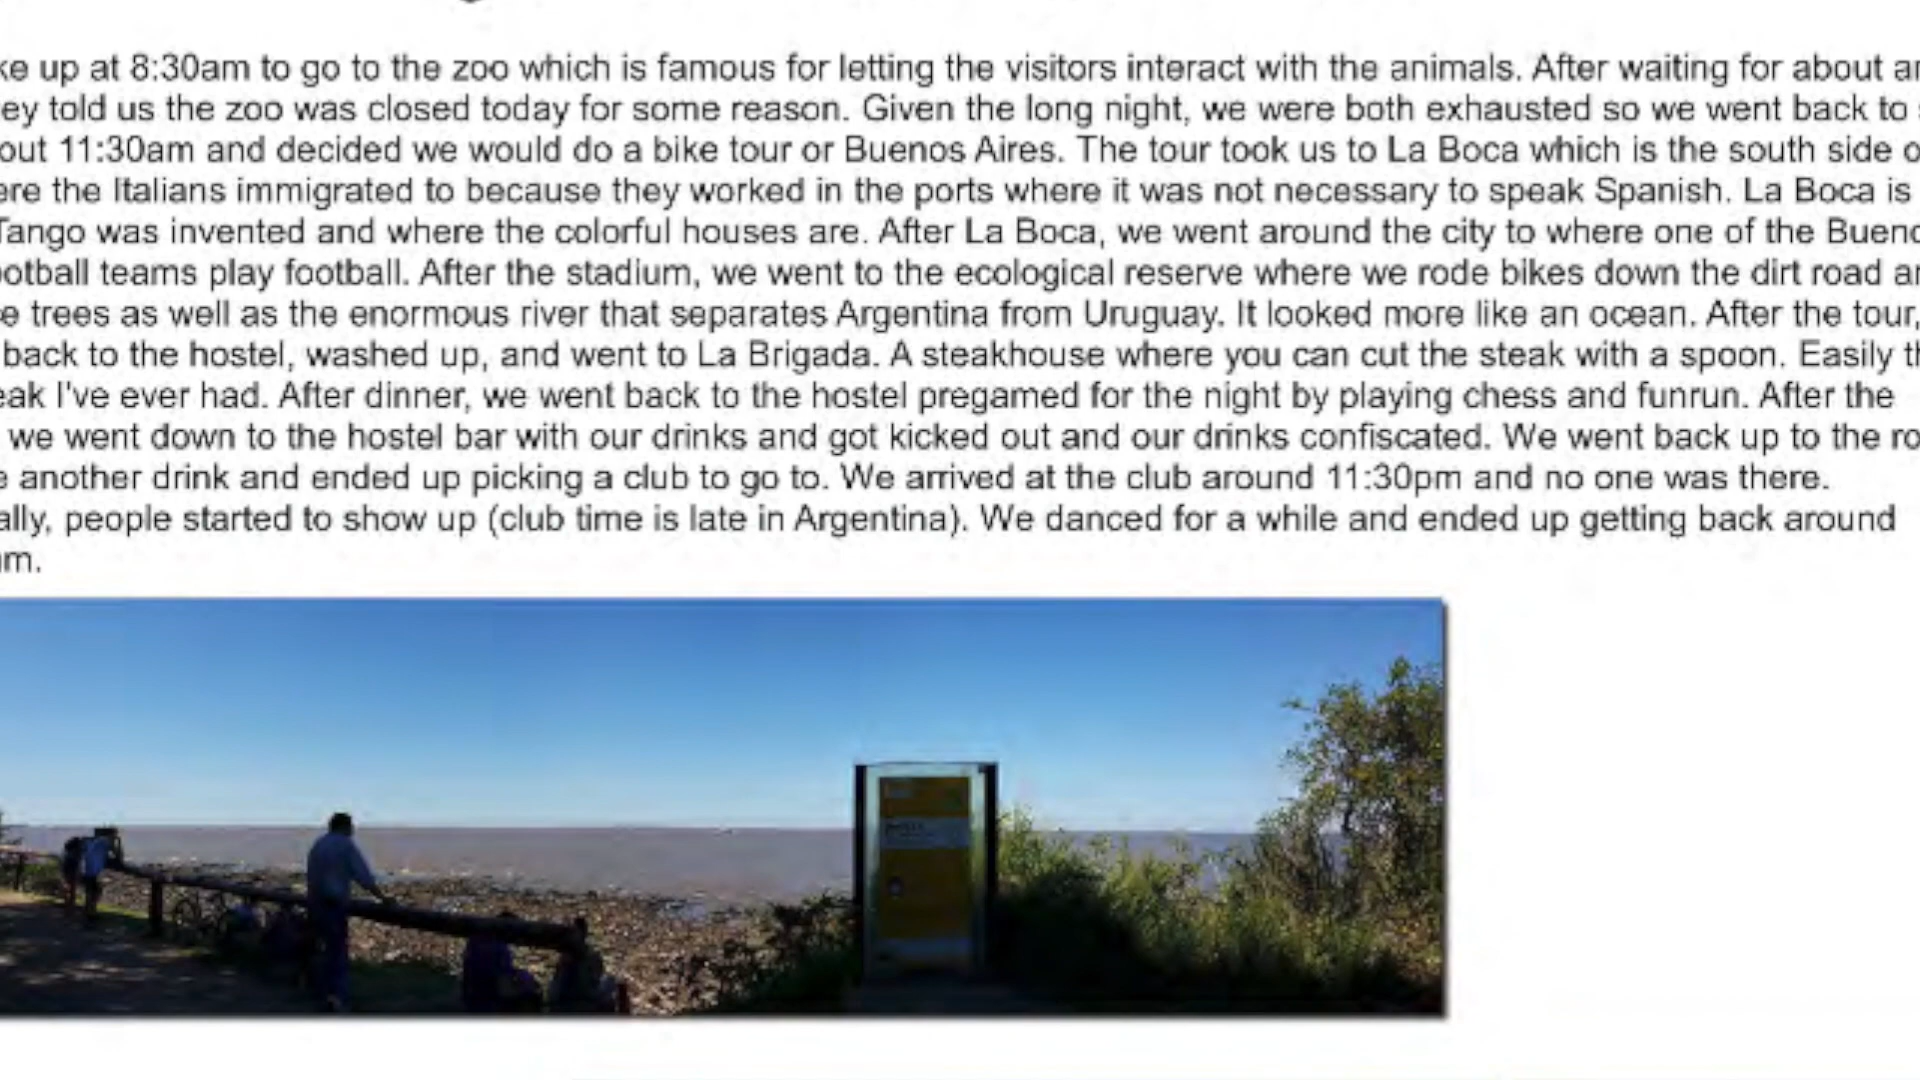 ke up at 8:30am to go to the zoo which is famous for letting the visitors interact with the animals. After waiting for about an
ey told us the zoo was closed today for some reason. Given the long night, we were both exhausted so we went back to
out 11:30am and decided we would do a bike tour or Buenos Aires. The tour took us to La Boca which is the south side o
ere the Italians immigrated to because they worked in the ports where it was not necessary to speak Spanish. La Boca is
Tango was invented and where the colorful houses are. After La Boca, we went around the city to where one of the Bueno
ootball teams play football. After the stadium, we went to the ecological reserve where we rode bikes down the dirt road an
e trees as well as the enormous river that separates Argentina from Uruguay. It looked more like an ocean. After the tour,
back to the hostel, washed up, and went to La Brigada. A steakhouse where you can cut the steak with a spoon. Easily th
eak I've ever had. After dinner, we went back to the hostel pregamed for the night by playing chess and funrun. After the
we went down to the hostel bar with our drinks and got kicked out and our drinks confiscated. We went back up to the ro
e another drink and ended up picking a club to go to. We arrived at the club around 11:30pm and no one was there.
ally, people started to show up (club time is late in Argentina). We danced for a while and ended up getting back around
am.